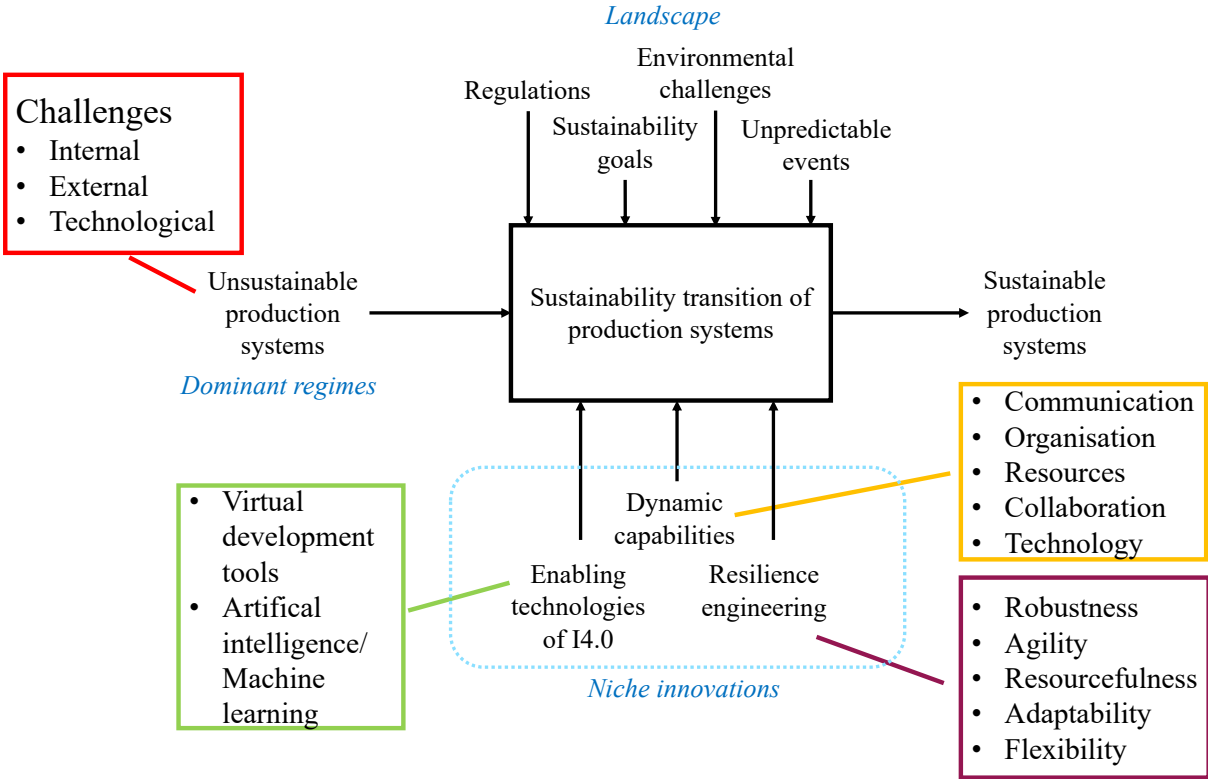 Landscape
Environmental
challenges
Regulations
Sustainability
goals
Unpredictable
events
Challenges
• Internal
• External
• Technological
Unsustainable
production
systems
Dominant regimes
Sustainability transition of
production systems
Sustainable
production
systems
• Communication
• Organisation
• Resources
• Collaboration
• Technology
• Virtual
development
tools
• Artifical
intelligence/
Machine
learning
Dynamic
capabilities
Enabling
technologies
of I4.0
Resilience
engineering
Niche innovations
• Robustness
• Agility
• Resourcefulness
• Adaptability
• Flexibility